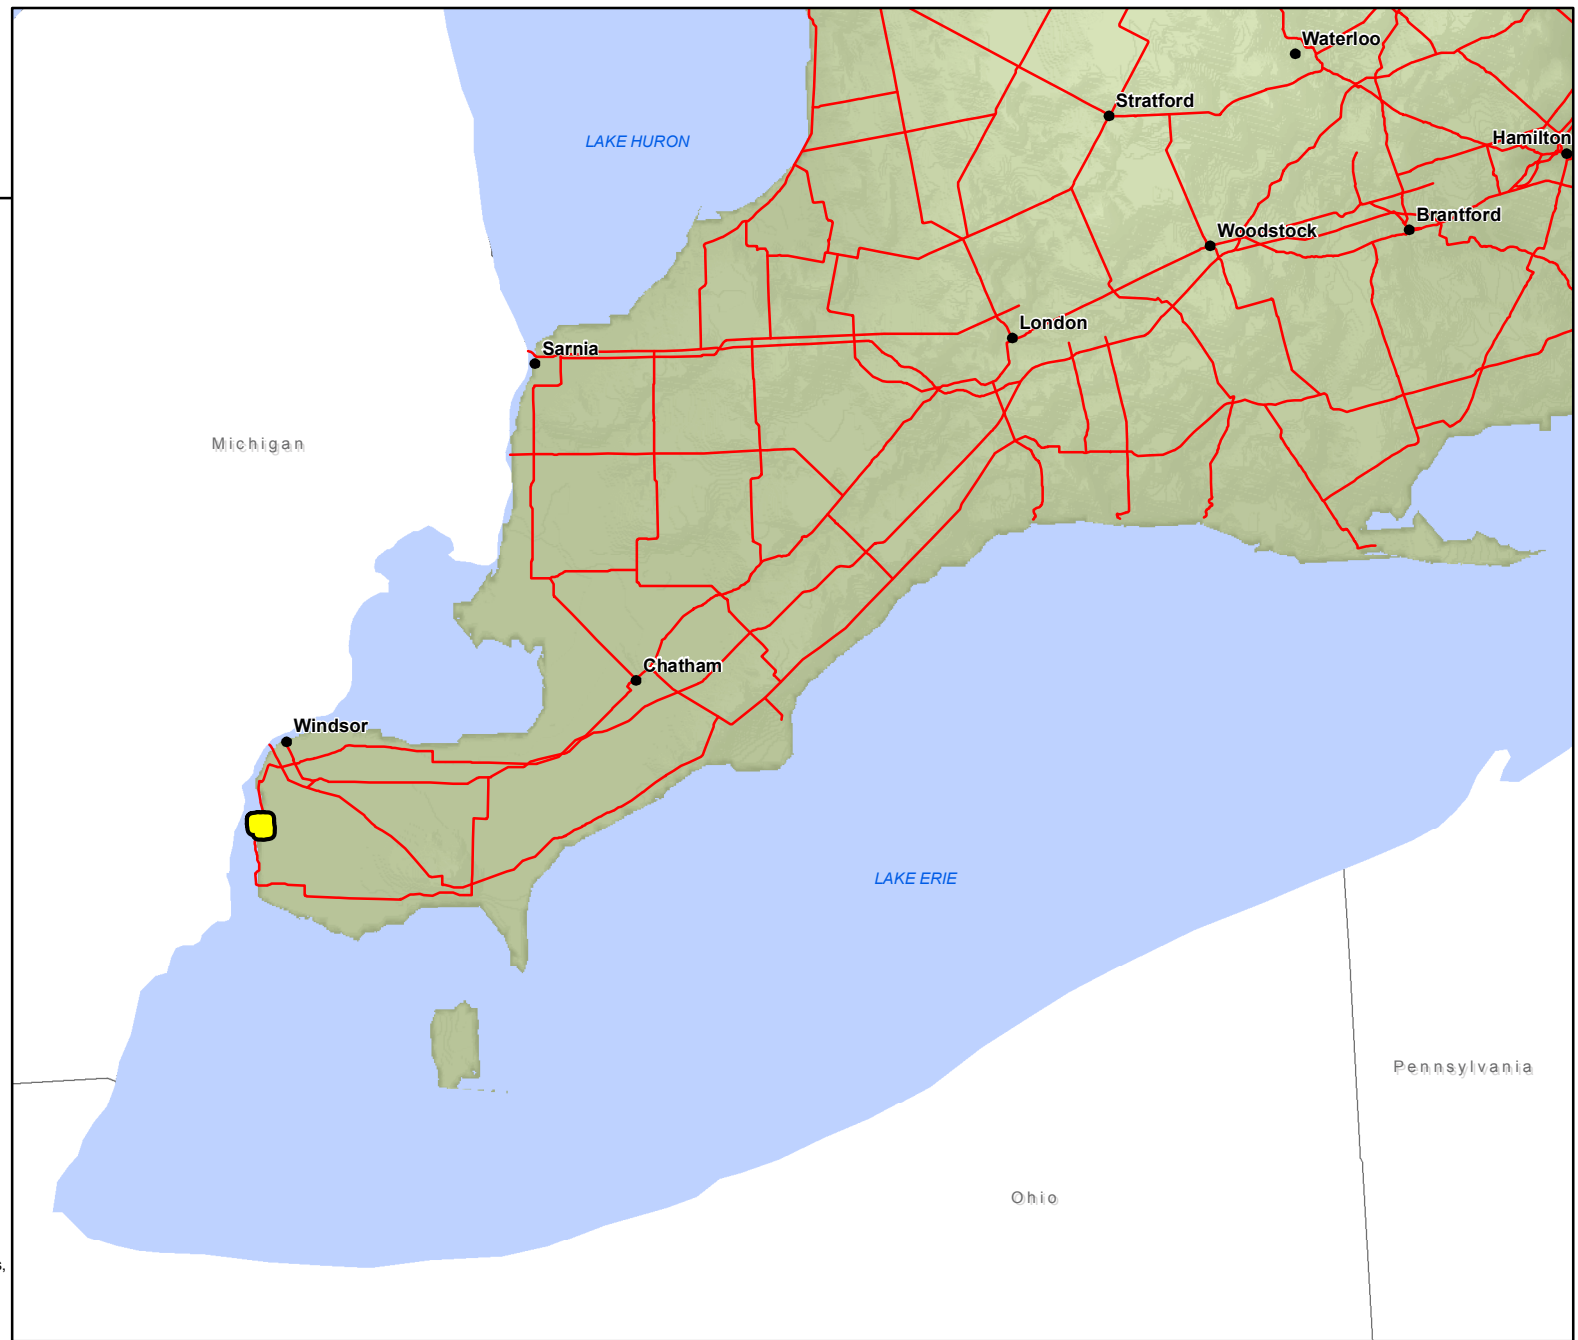 Waterloo
Stratford
LAKE HURON
Hamilton
Brantford
Woodstock
London
Sarnia
Michigan
Chatham
Windsor
LAKE ERIE
Pennsylvania
Ohio
s,